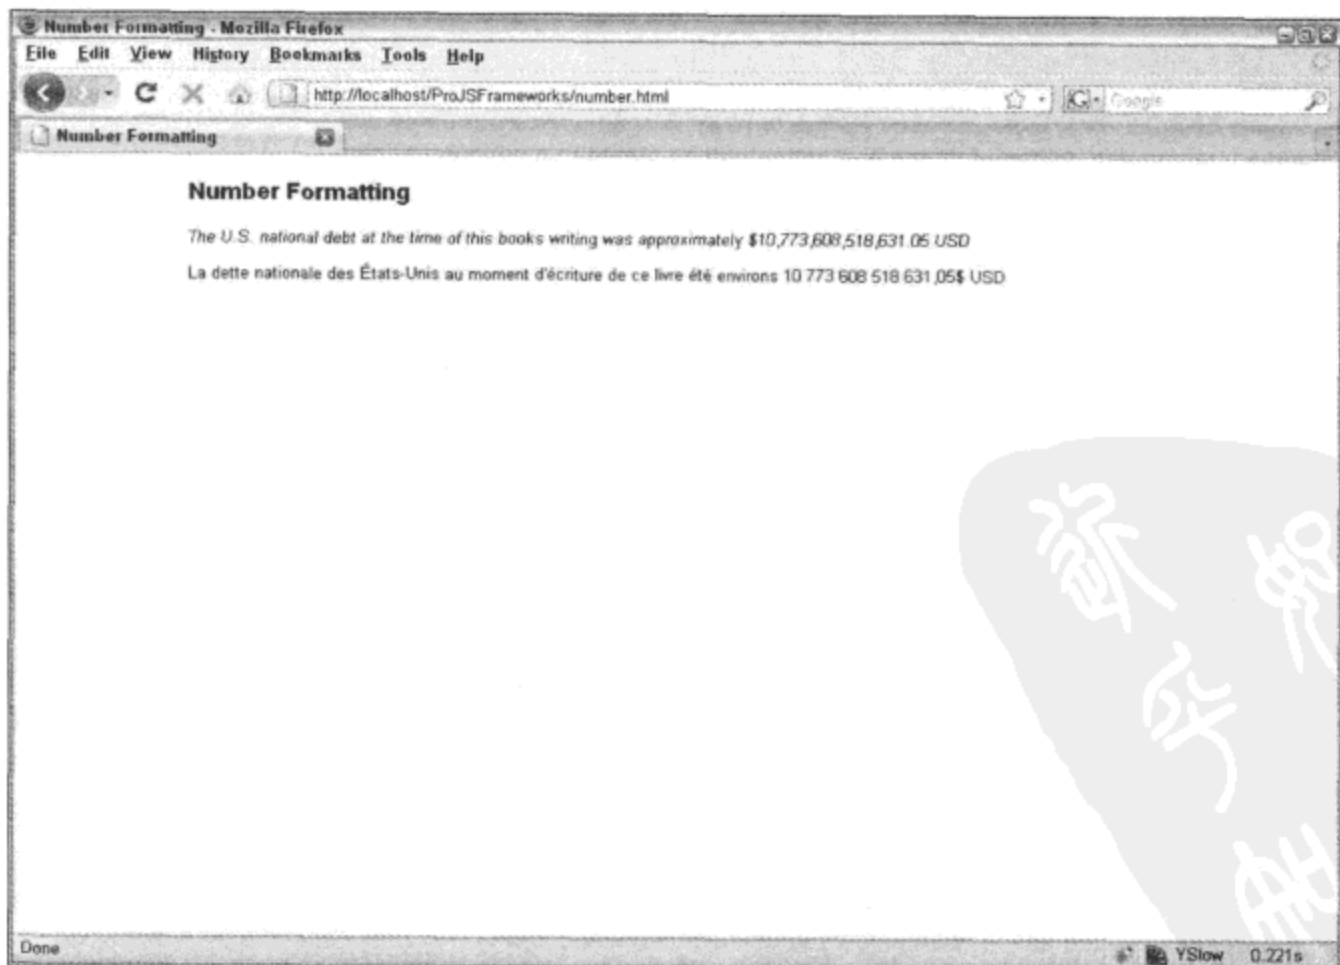 Number Formatting - Mozilla Firefox
File Edit View History Bookmarks Tools Help
http://localhost/ProJSFrameworks/number.html
Google
Number Formatting
Number Formatting
The U.S. national debt at the time of this books writing was approximately $10,773,608,518,631.05 USD
La dette nationale des États-Unis au moment d'écriture de ce livre été environs 10 773 608 518 631,05$ USD
Done
YSlow 0.221s